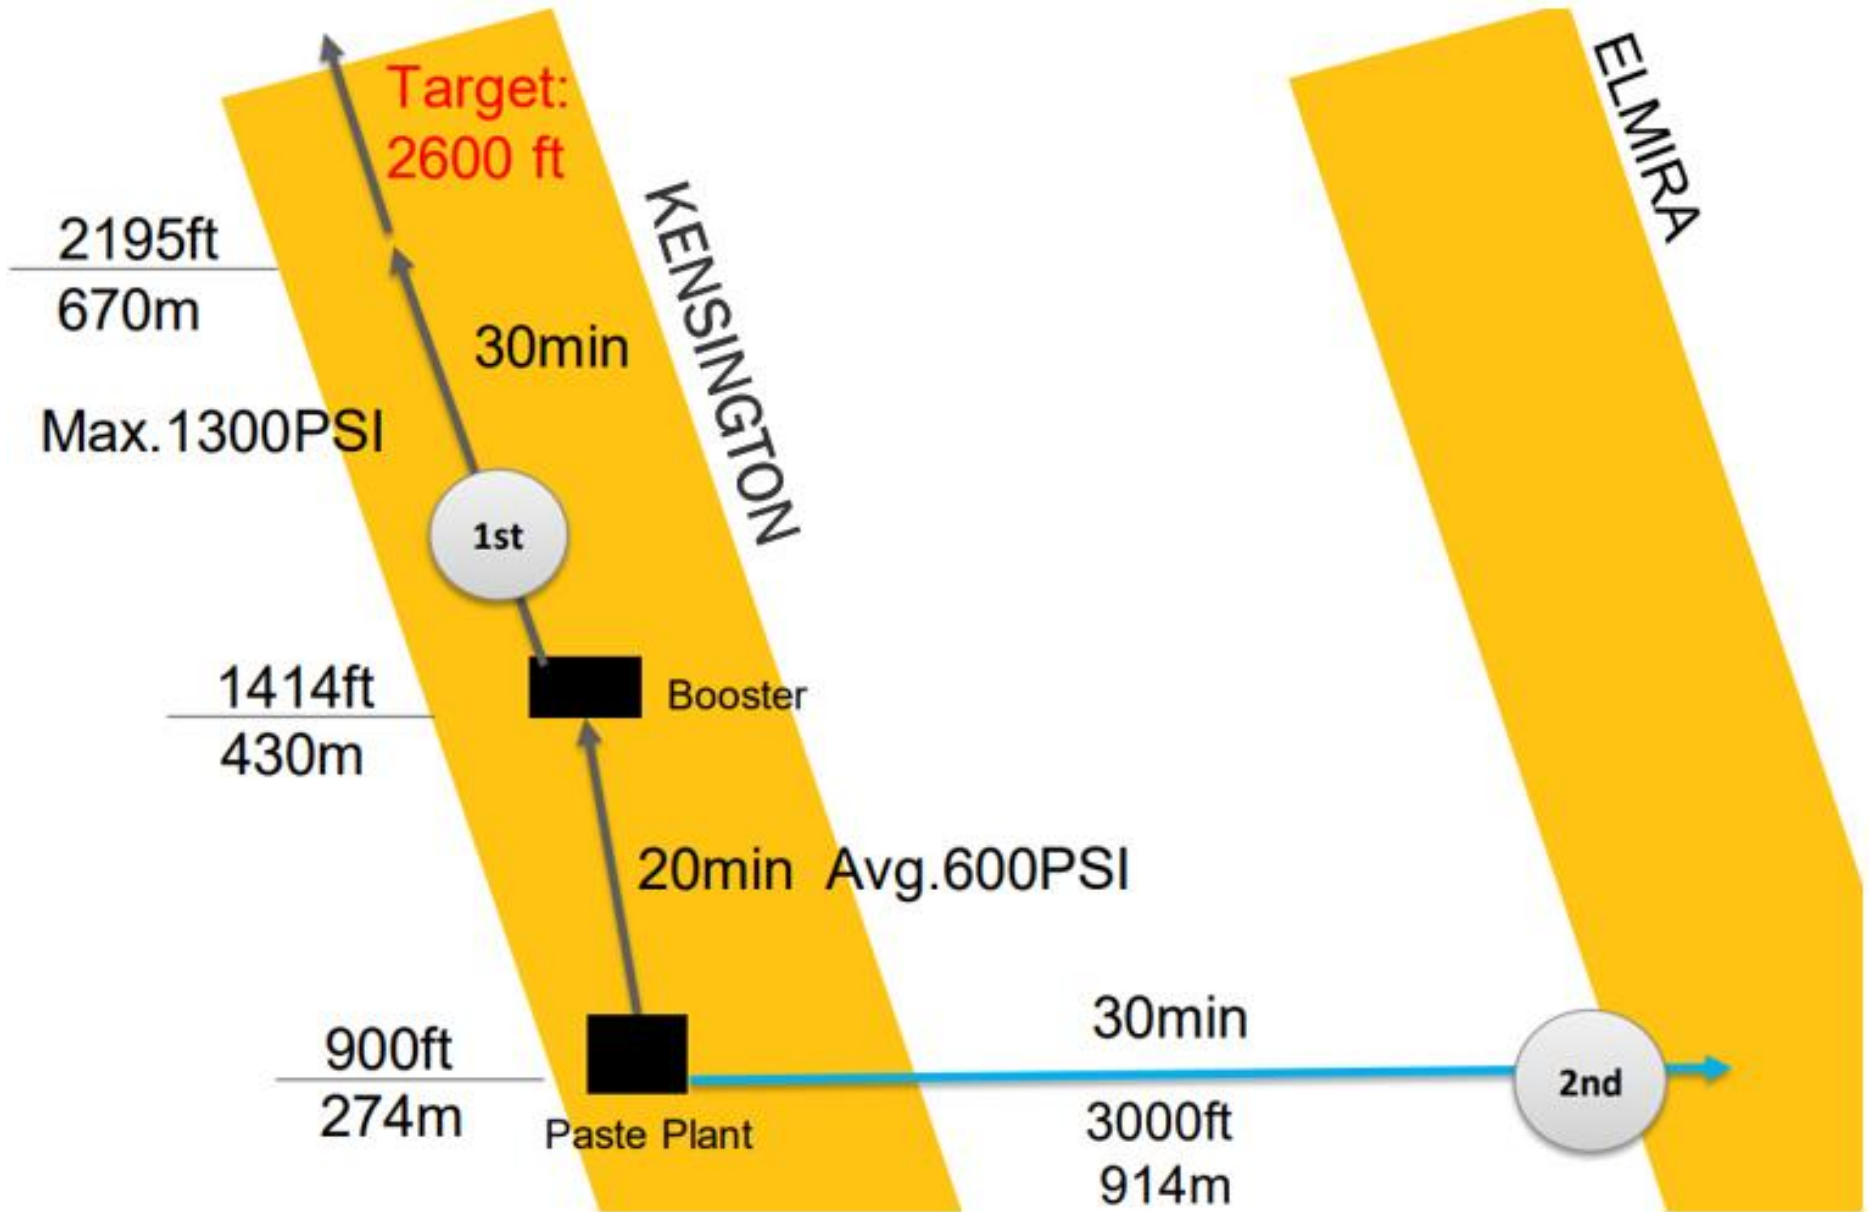 Target:
2600 ft
ELMIRA
KENSINGTON
2195ft
670m
30min
Max.1300PSI
1st
1414ft
430m
Booster
20min Avg.600PSI
900ft
274m
Paste Plant
30min
3000ft
914m
2nd